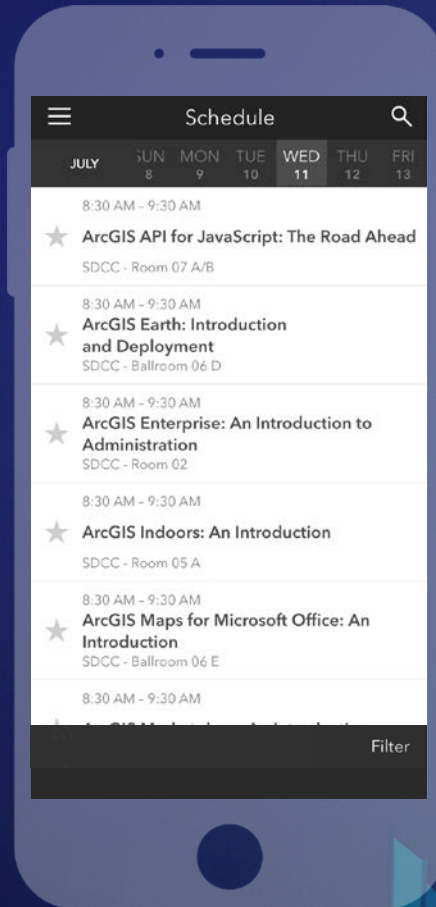 Schedule
JULY SUN MON TUE WED THU FRI
8 9 10 11 12 13
8:30 AM – 9:30 AM
ArcGIS API for JavaScript: The Road Ahead
SDCC - Room 07 A/B
8:30 AM – 9:30 AM
ArcGIS Earth: Introduction
and Deployment
SDCC - Ballroom 06 D
8:30 AM – 9:30 AM
ArcGIS Enterprise: An Introduction to
Administration
SDCC - Room 02
8:30 AM – 9:30 AM
ArcGIS Indoors: An Introduction
SDCC - Room 05 A
8:30 AM – 9:30 AM
ArcGIS Maps for Microsoft Office: An
Introduction
SDCC - Ballroom 06 E
8:30 AM – 9:30 AM
Filter